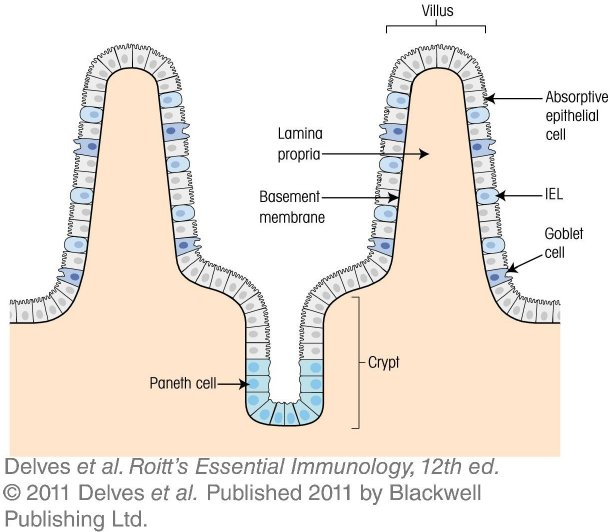 Villus
Absorptive
epithelial
cell
Lamina
propria
Basement
membrane
IEL
Goblet
cell
Crypt
Paneth cell
Delves et al. Roitt's Essential Immunology, 12th ed.
© 2011 Delves et al. Published 2011 by Blackwell
Publishing Ltd.